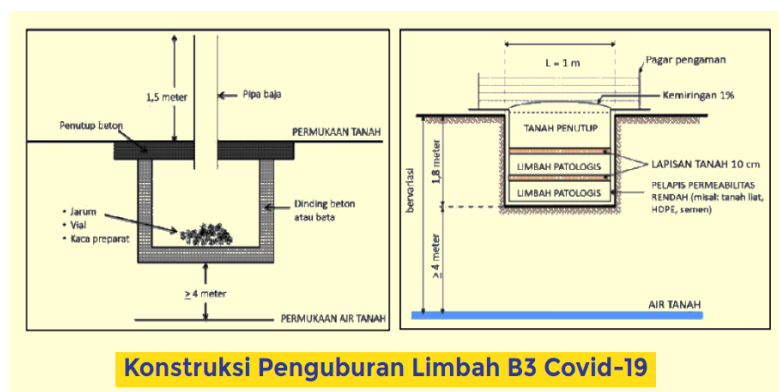 1,5 meter
Pipa baja
Penutup beton
PERMUKAAN TANAH
• Jarum
• Vial
• Kaca preparat
Dinding beton
atau bata
≥ 4 meter
PERMUKAAN AIR TANAH
L = 1 m
Pagar pengaman
Kemiringan 1%
TANAH PENUTUP
LIMBAH PATOLOGIS
LAPISAN TANAH 10 cm
LIMBAH PATOLOGIS
PELAPIS PERMEABILITAS
RENDAH (misal: tanah liat,
HDPE, semen)
bervariasi
1,8 meter
≥ 4 meter
AIR TANAH
Konstruksi Penguburan Limbah B3 Covid-19